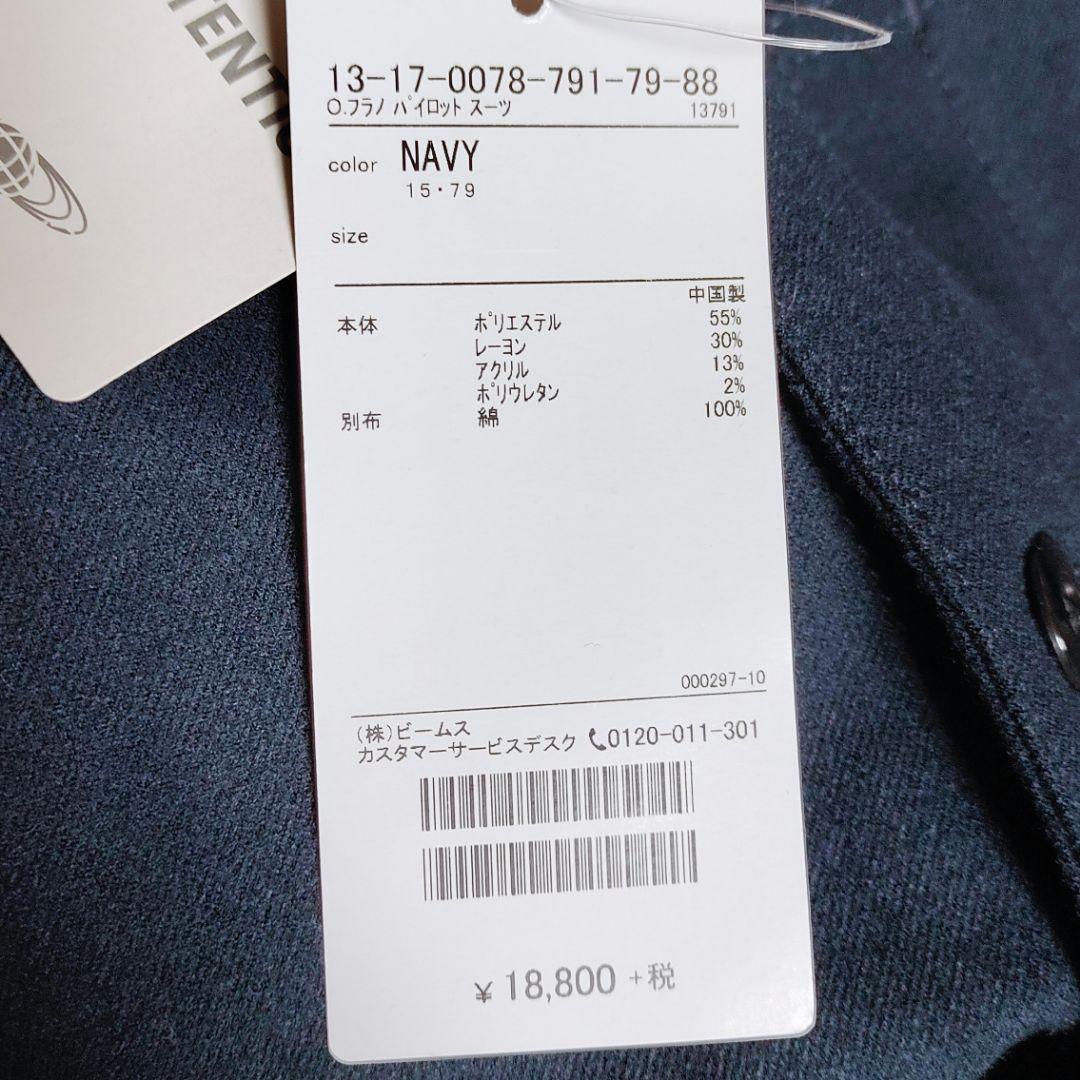 13-17-0078-791-79-88
O.フラノ パイロット スーツ 13791
color NAVY
15・79
size
中国製
本体 ポリエステル 55%
レーヨン 30%
アクリル 13%
ポリウレタン 2%
別布 綿 100%
000297-10
(株)ビームス
カスタマーサービスデスク 0120-011-301
¥ 18,800 +税